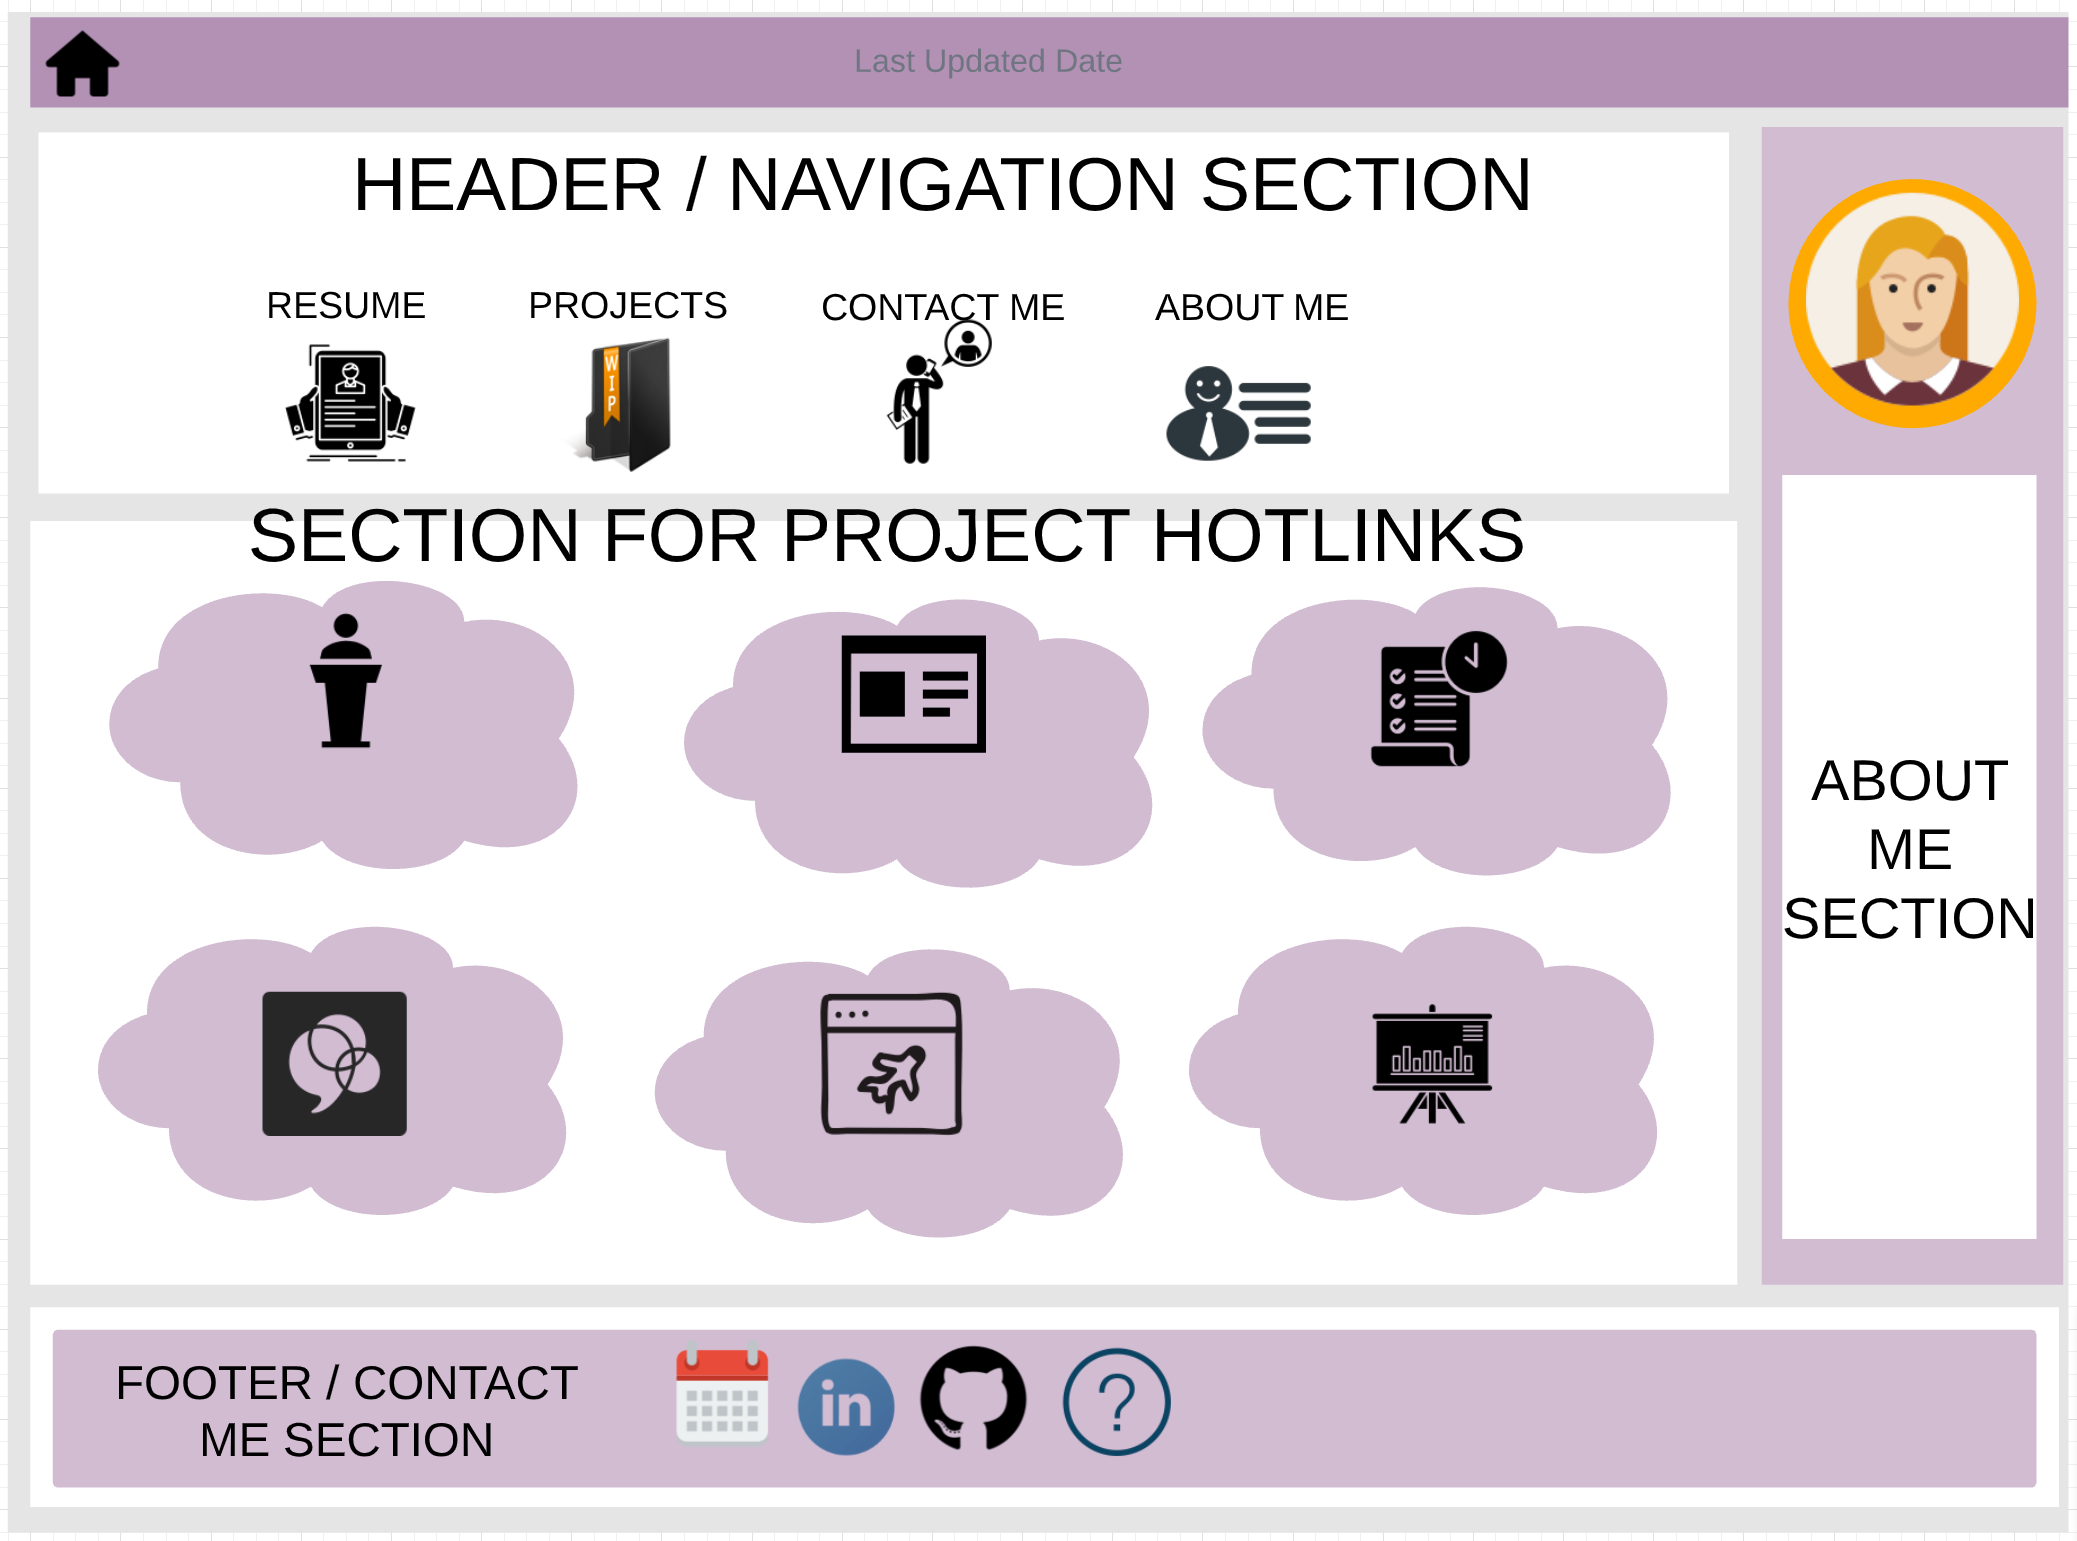 Last Updated Date
HEADER / NAVIGATION SECTION
RESUME
PROJECTS
CONTACT ME
ABOUT ME
W
I
P
SECTION FOR PROJECT HOTLINKS
ABOUT
ME
SECTION
FOOTER / CONTACT
ME SECTION
in
?